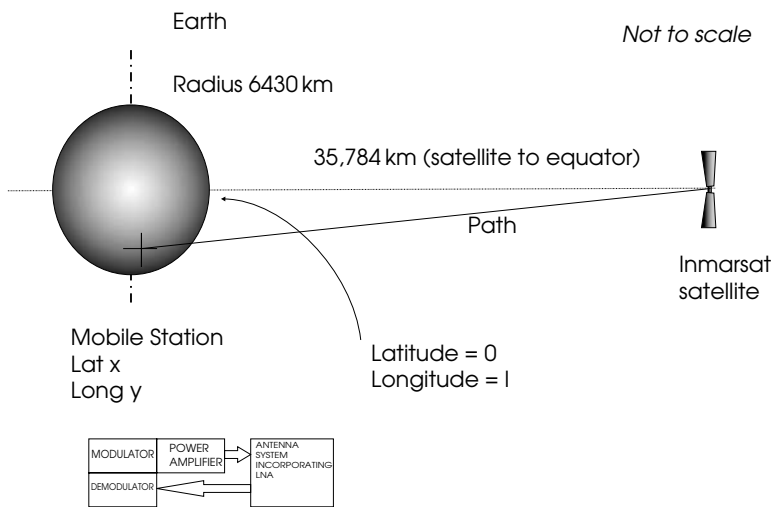 Earth
Not to scale
Radius 6430 km
35,784 km (satellite to equator)
Path
Inmarsat
satellite
Mobile Station
Lat x
Long y
Latitude = 0
Longitude = l
MODULATOR
POWER
AMPLIFIER
ANTENNA
SYSTEM
INCORPORATING
LNA
DEMODULATOR